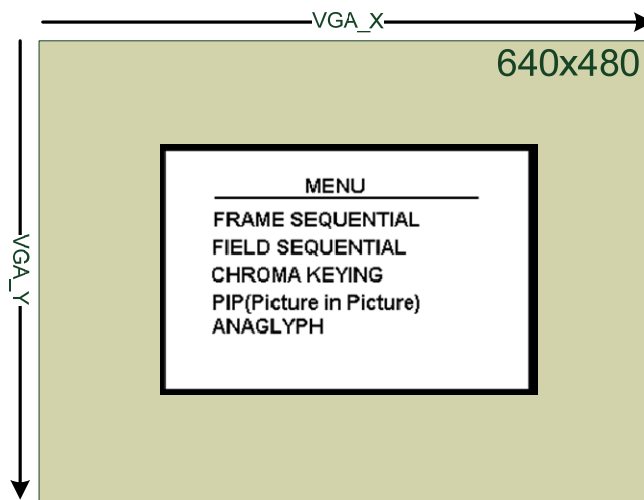 VGA_X
640x480
VGA_Y
MENU
FRAME SEQUENTIAL
FIELD SEQUENTIAL
CHROMA KEYING
PIP(Picture in Picture)
ANAGLYPH